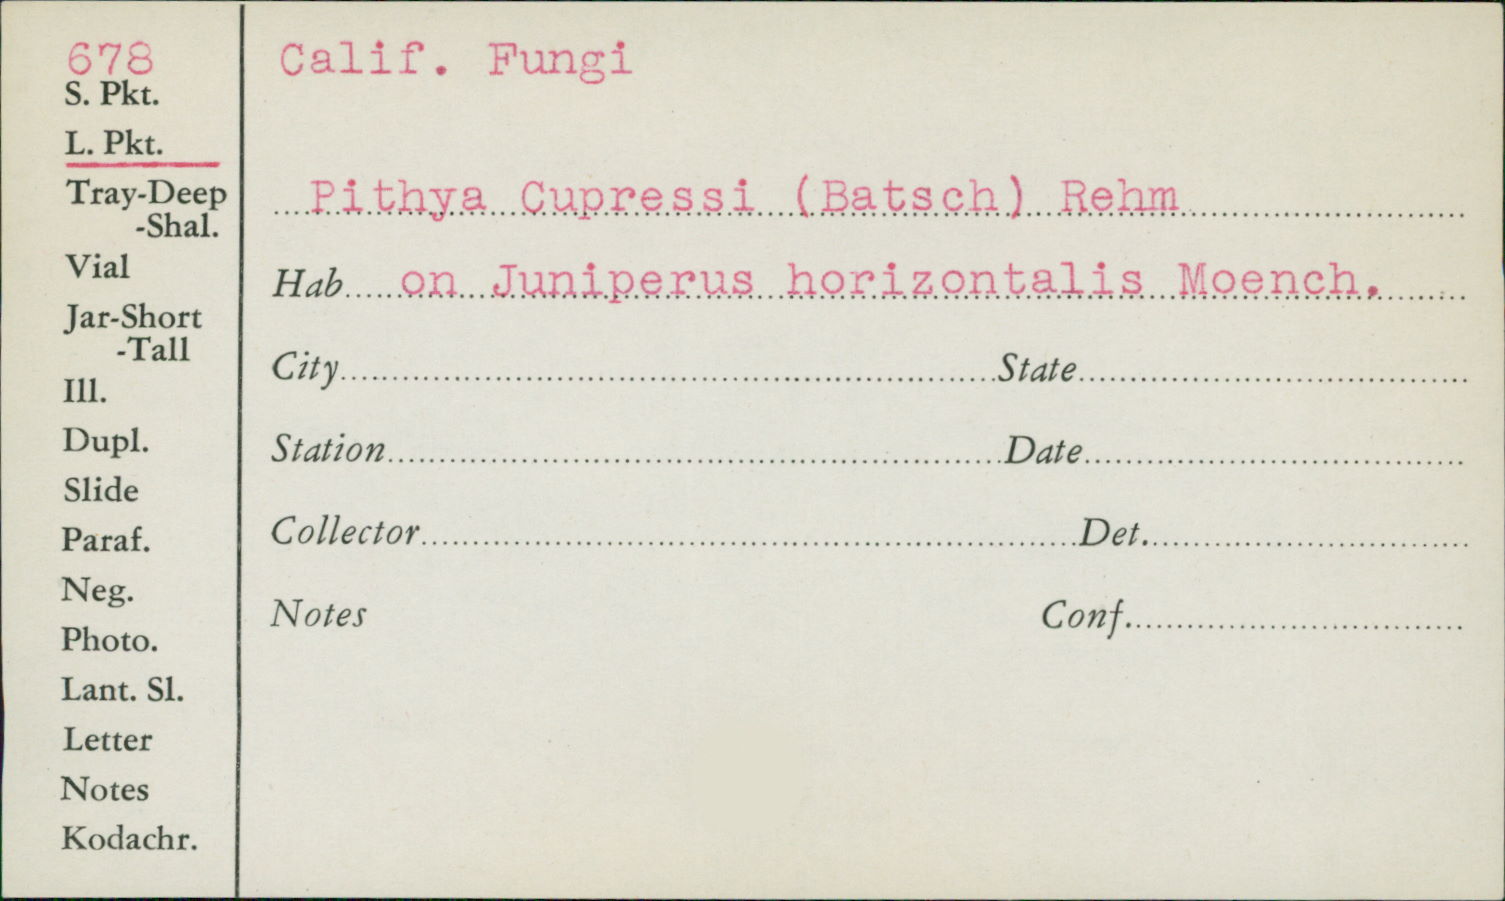 678
S. Pkt.
L. Pkt.
Tray-Deep
-Shal.
Vial
Jar-Short
-Tall
Ill.
Dupl.
Slide
Paraf.
Neg.
Photo.
Lant. Sl.
Letter
Notes
Kodachr.
Calif. Fungi
Pithya Cupressi (Batsch) Rehm
Hab on Juniperus horizontalis Moench.
City State
Station Date
Collector Det.
Notes Conf.